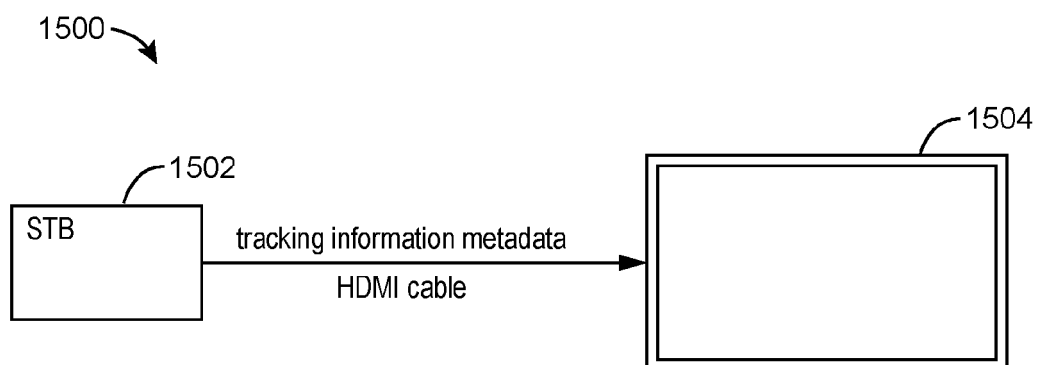 1500
1504
1502
STB
tracking information metadata
HDMI cable